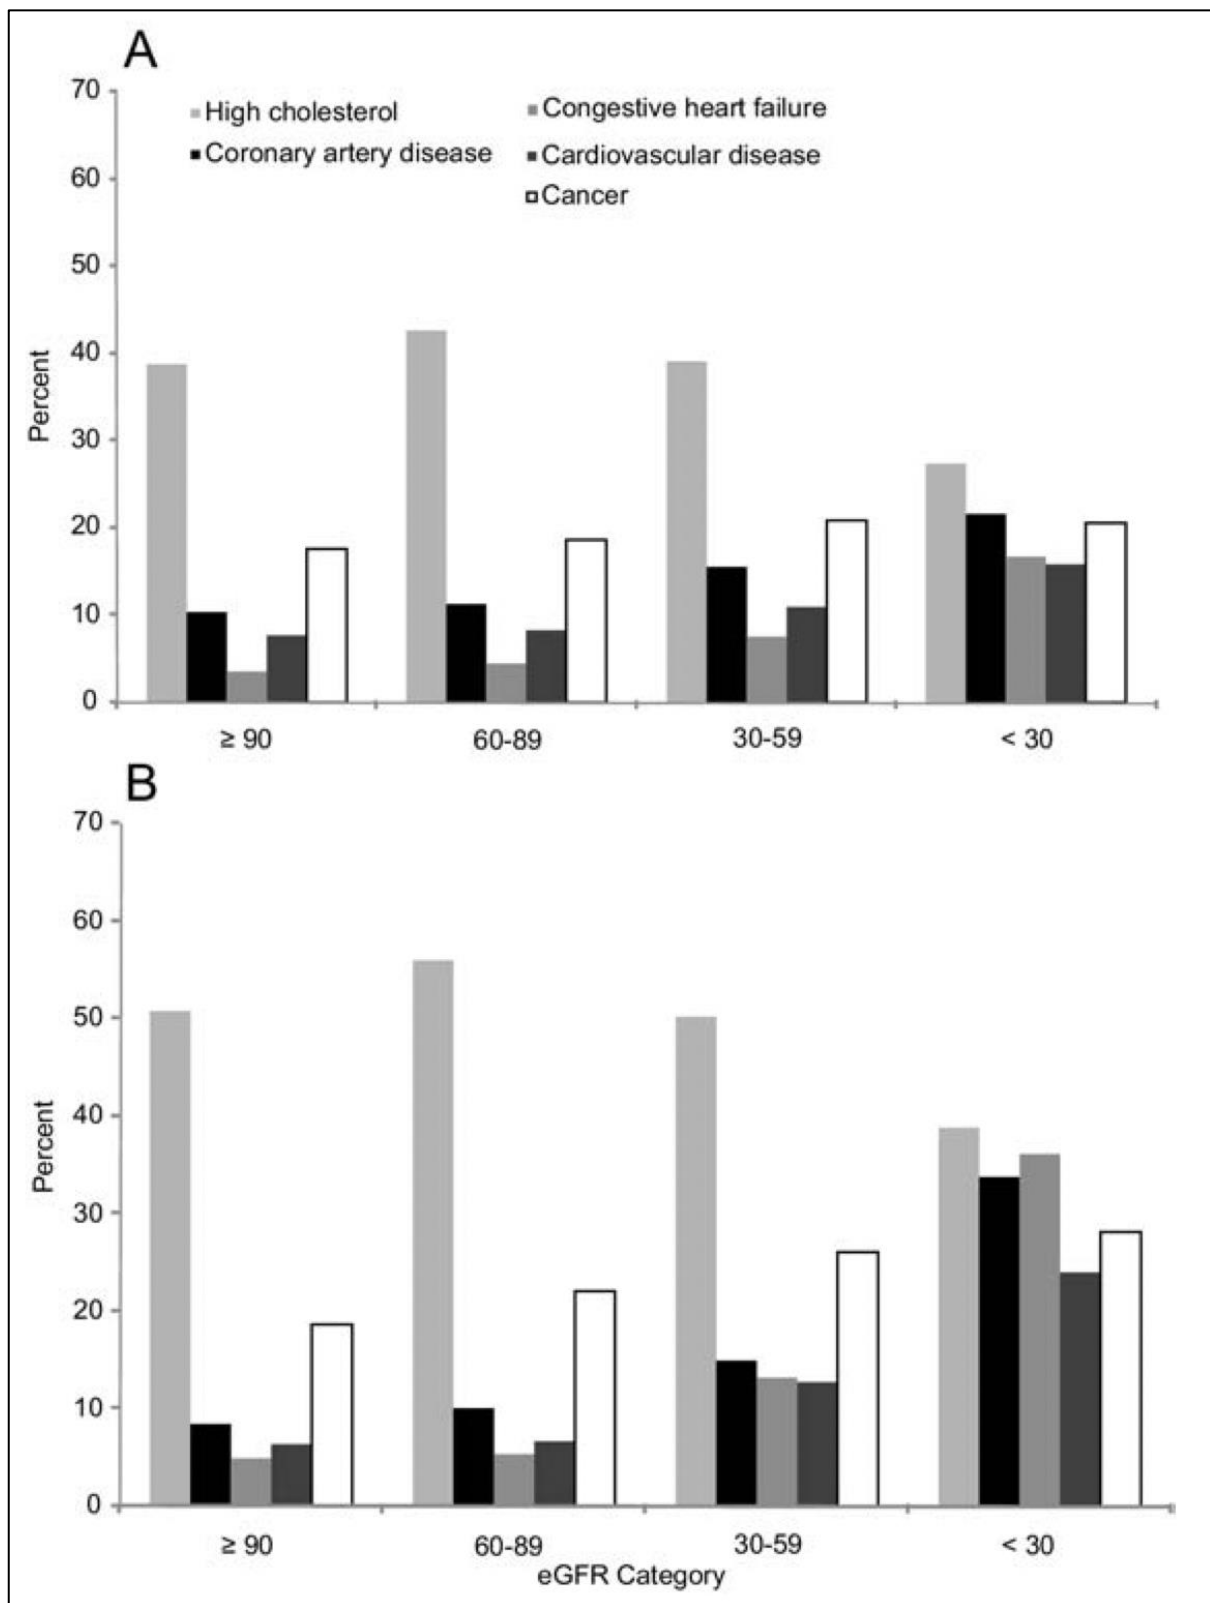 A
70
60
50
40
30
20
10
0
Percent
High cholesterol
Congestive heart failure
Coronary artery disease
Cardiovascular disease
Cancer
≥ 90
60-89
30-59
< 30
B
70
60
50
40
30
20
10
0
Percent
≥ 90
60-89
30-59
< 30
eGFR Category